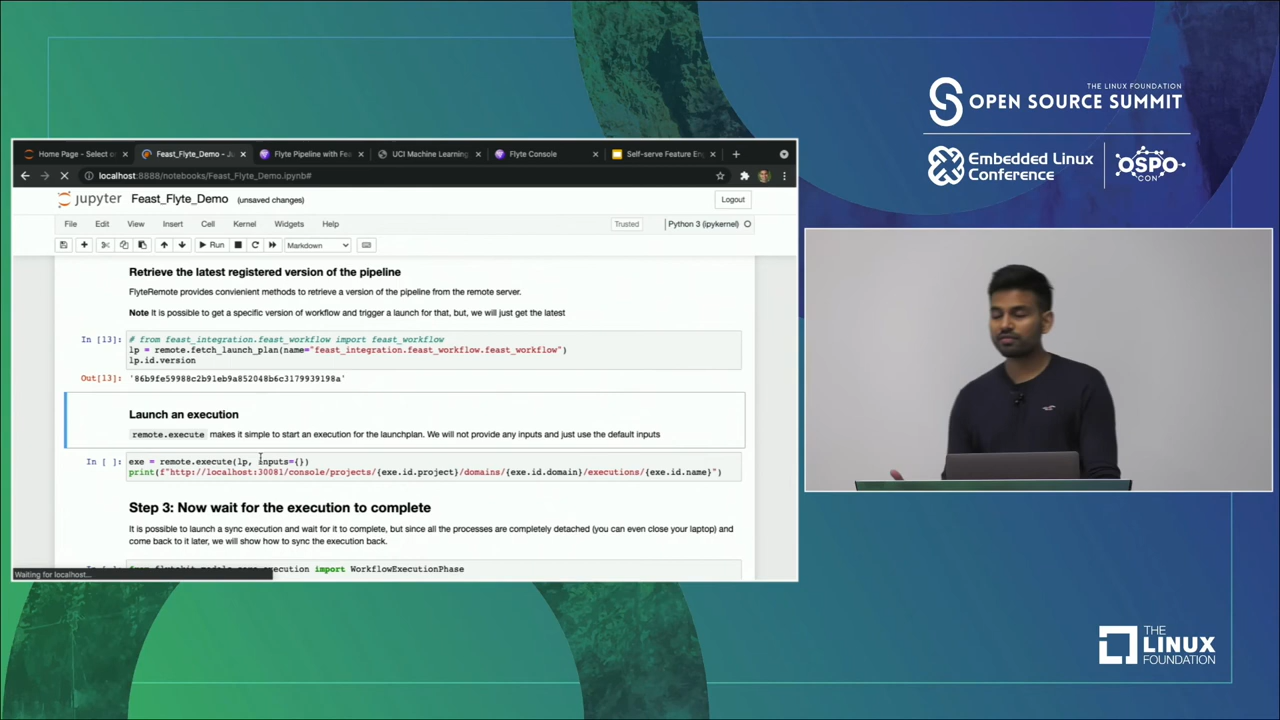 THE LINUX FOUNDATION
OPEN SOURCE SUMMIT
Embedded Linux
Conference
OSPO
CON
Home Page - Select o
Feast_Flyte_Demo - Ju
Flyte Pipeline with Fea
UCI Machine Learning
Flyte Console
Self-serve Feature En
localhost:8888/notebooks/Feast_Flyte_Demo.ipynb#
jupyter Feast_Flyte_Demo (unsaved changes)
Logout
File Edit View Insert Cell Kernel Widgets Help
Trusted
Python 3 (ipykernel)
Run
Markdown
Retrieve the latest registered version of the pipeline
FlyteRemote provides convenient methods to retrieve a version of the pipeline from the remote server.
Note It is possible to get a specific version of workflow and trigger a launch for that, but, we will just get the latest
In [13]: # from feast_integration.feast_workflow import feast_workflow
lp = remote.fetch_launch_plan(name="feast_integration.feast_workflow.feast_workflow")
lp.id.version
Out[13]: '86b9fe59988c2b91eb9a852048b6c3179939198a'
Launch an execution
remote.execute makes it simple to start an execution for the launchplan. We will not provide any inputs and just use the default inputs
In [ ]: exe = remote.execute(lp, inputs={})
print(f"http://localhost:30081/console/projects/{exe.id.project}/domains/{exe.id.domain}/executions/{exe.id.name}")
Step 3: Now wait for the execution to complete
It is possible to launch a sync execution and wait for it to complete, but since all the processes are completely detached (you can even close your laptop) and
come back to it later, we will show how to sync the execution back.
import WorkflowExecutionPhase
Waiting for localhost...
THE
LINUX
FOUNDATION